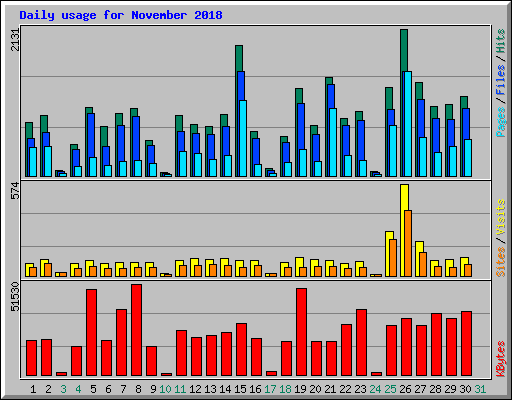 Daily usage for November 2018
2131
Pages / Files / Hits
574
Sites / Visits
51530
KBytes
1 2 3 4 5 6 7 8 9 10 11 12 13 14 15 16 17 18 19 20 21 22 23 24 25 26 27 28 29 30 31